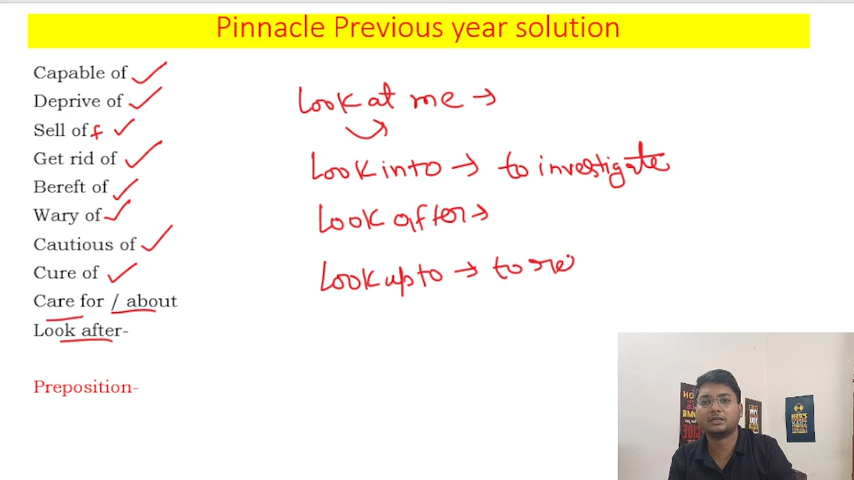 Pinnacle Previous year solution
Capable of
Deprive of
Sell off
Get rid of
Bereft of
Wary of
Cautious of
Cure of
Care for / about
Look after-
Preposition-
Look at me →
Look into → to investigate
Look after →
Look up to → to re